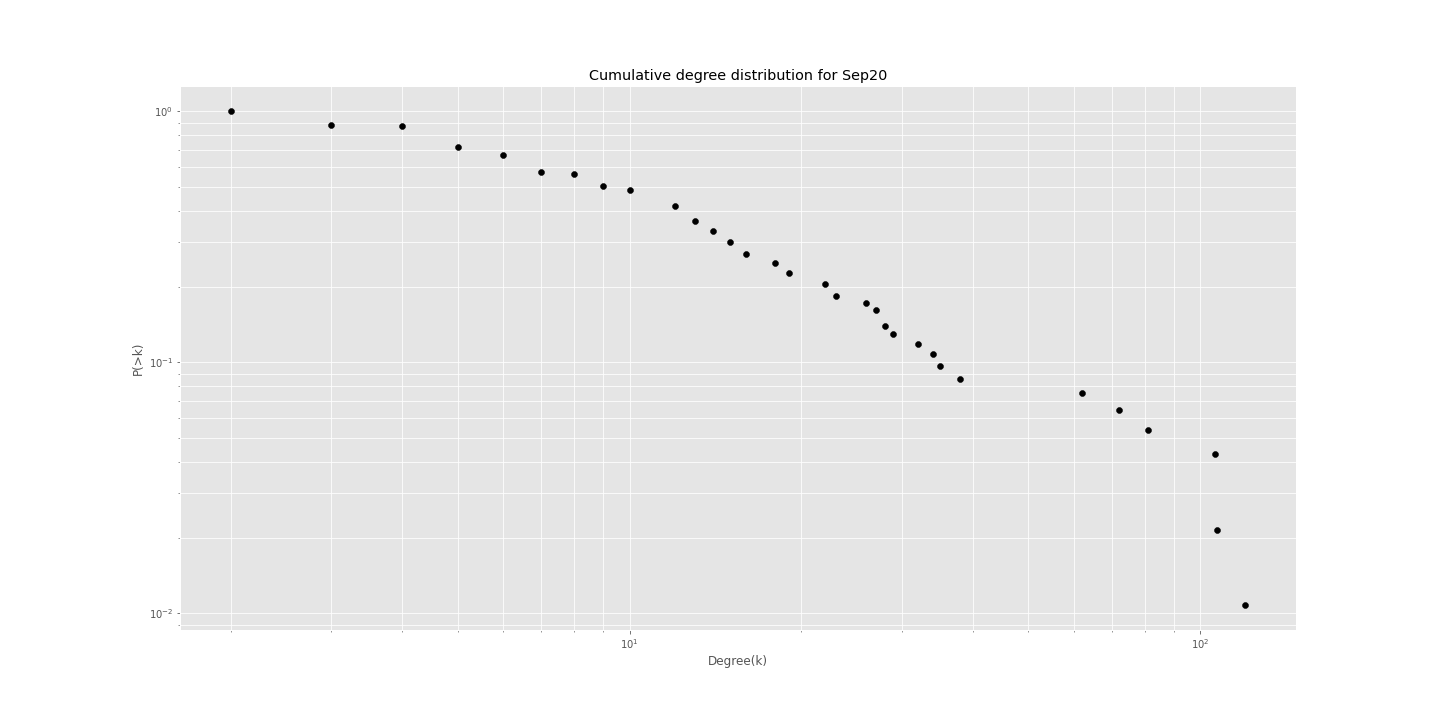 Cumulative degree distribution for Sep20
10⁰
10⁻¹
10⁻²
P(>k)
10¹
10²
Degree(k)